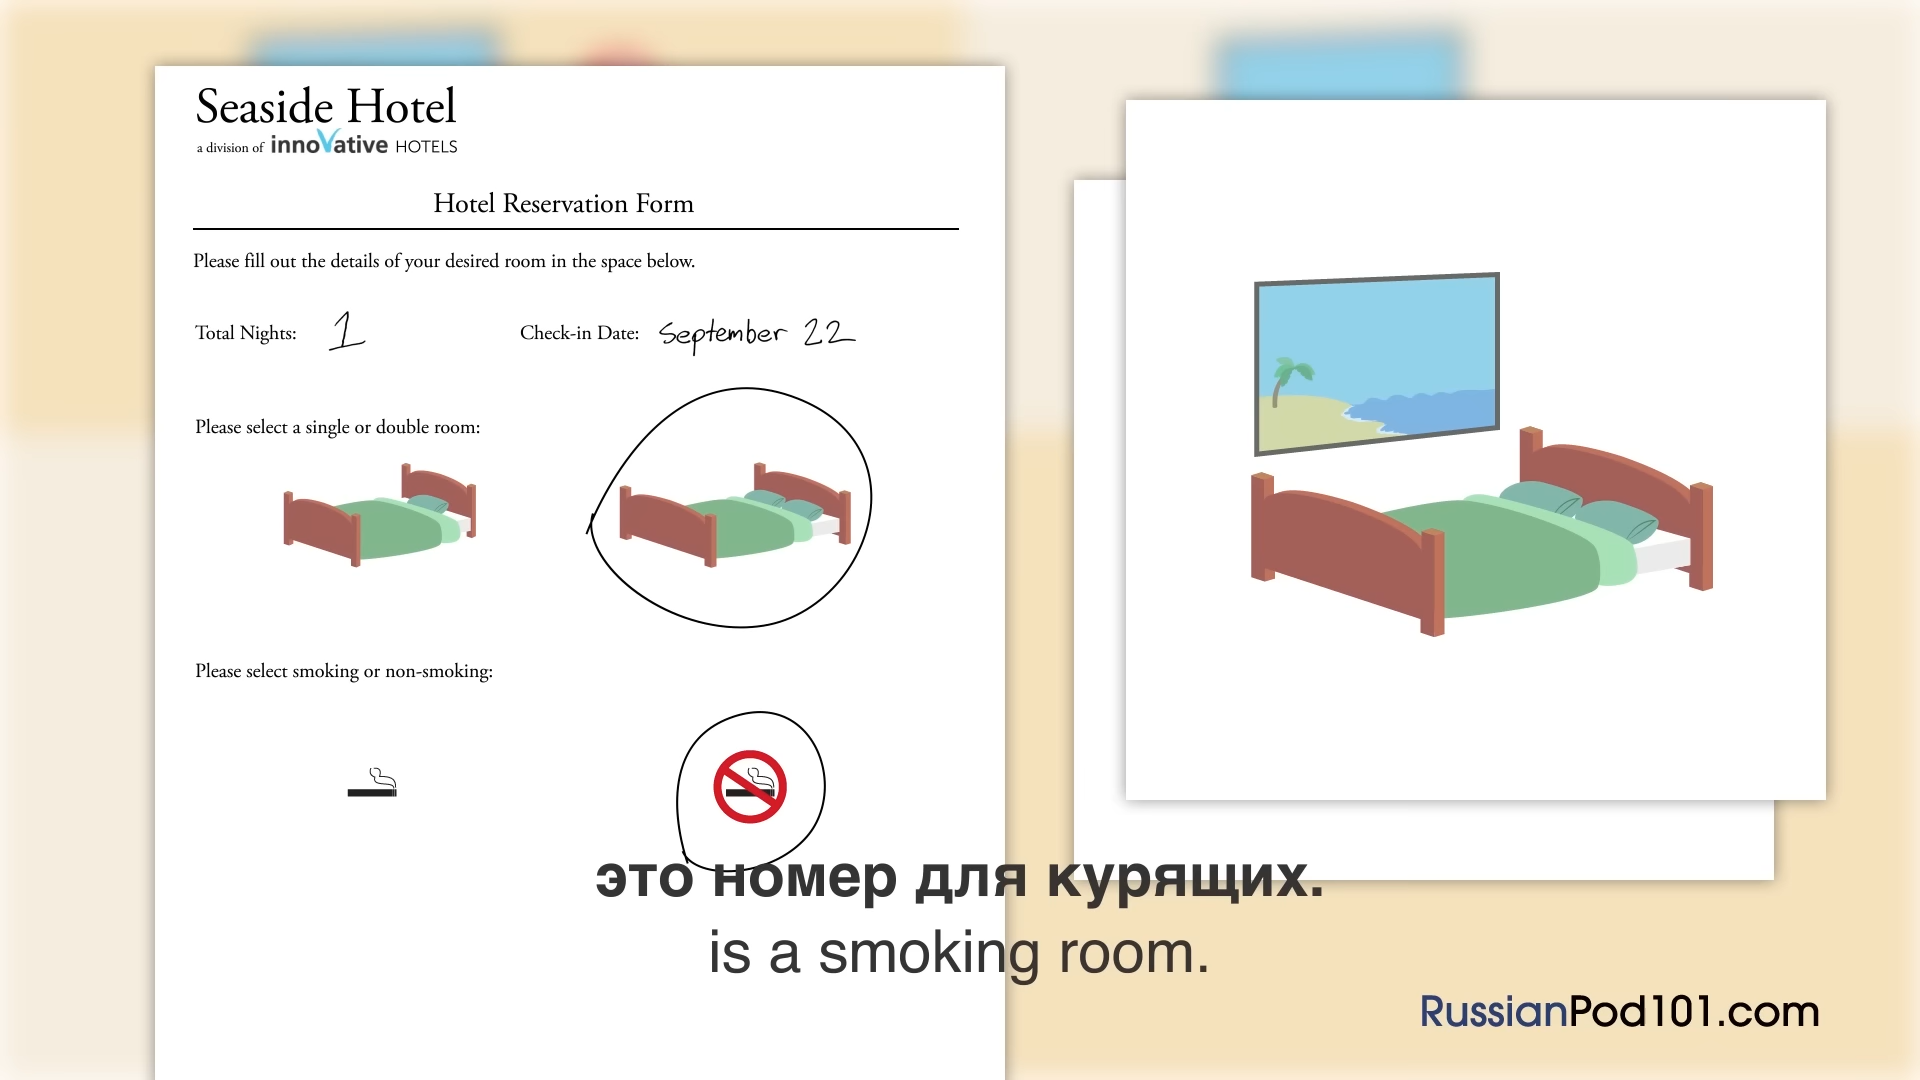 Seaside Hotel
a division of innoVative HOTELS
Hotel Reservation Form
Please fill out the details of your desired room in the space below.
Total Nights: 1 Check-in Date: September 22
Please select a single or double room:
Please select smoking or non-smoking:
это номер для курящих.
is a smoking room.
RussianPod101.com